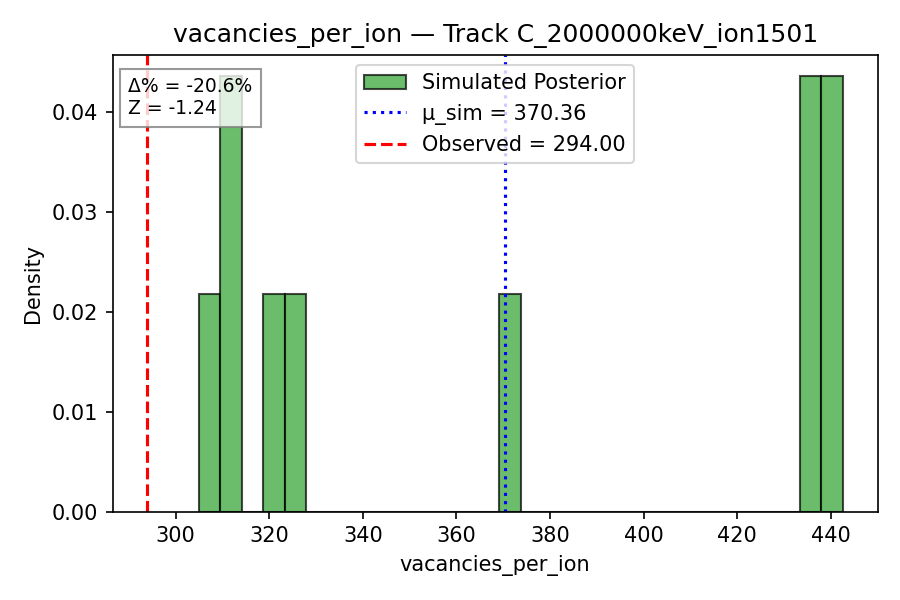 vacancies_per_ion — Track C_2000000keV_ion1501
Δ% = -20.6%
Z = -1.24
Simulated Posterior
μ_sim = 370.36
Observed = 294.00
Density
0.04
0.03
0.02
0.01
0.00
300 320 340 360 380 400 420 440
vacancies_per_ion